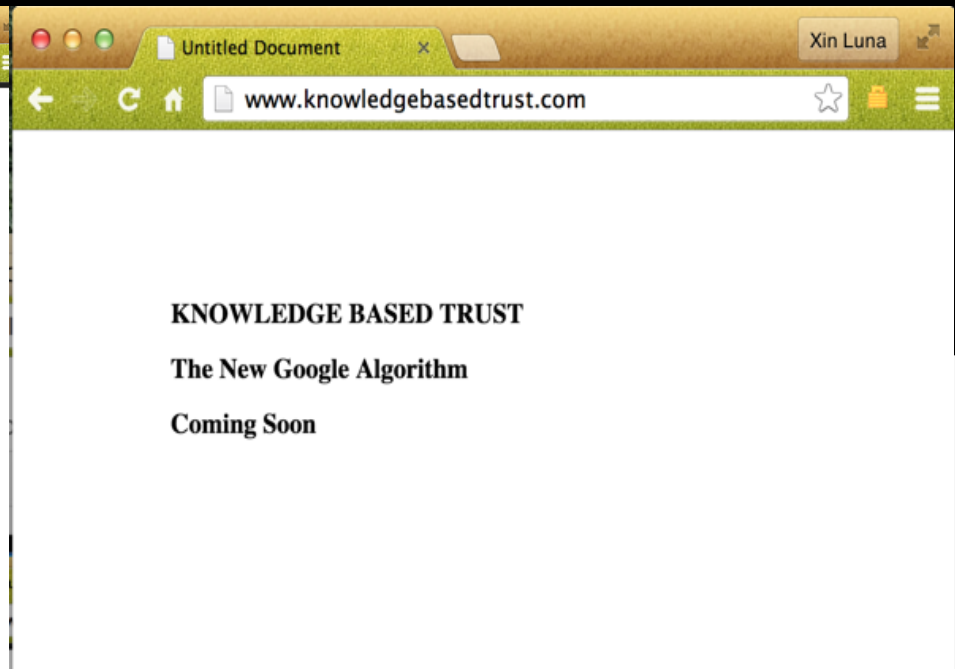 Untitled Document
Xin Luna
www.knowledgebasedtrust.com
KNOWLEDGE BASED TRUST
The New Google Algorithm
Coming Soon